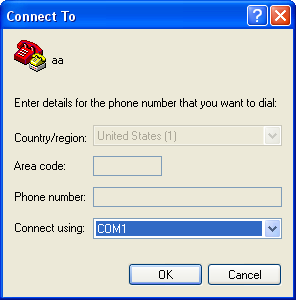 Connect To
aa
Enter details for the phone number that you want to dial:
Country/region: United States (1)
Area code:
Phone number:
Connect using: COM1
OK Cancel